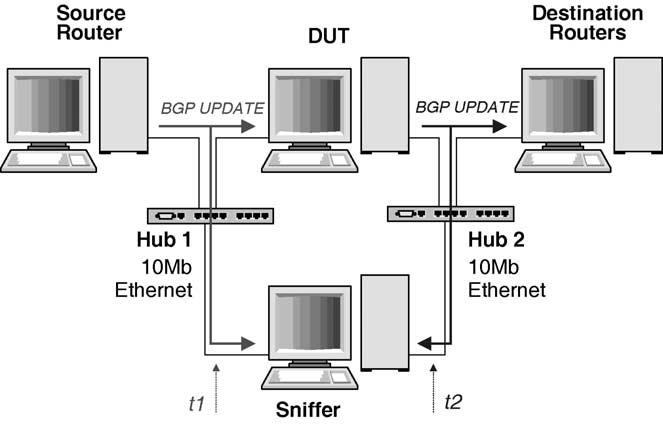 Source
Router
DUT
Destination
Routers
BGP UPDATE
BGP UPDATE
Hub 1
10Mb
Ethernet
Hub 2
10Mb
Ethernet
t1
Sniffer
t2